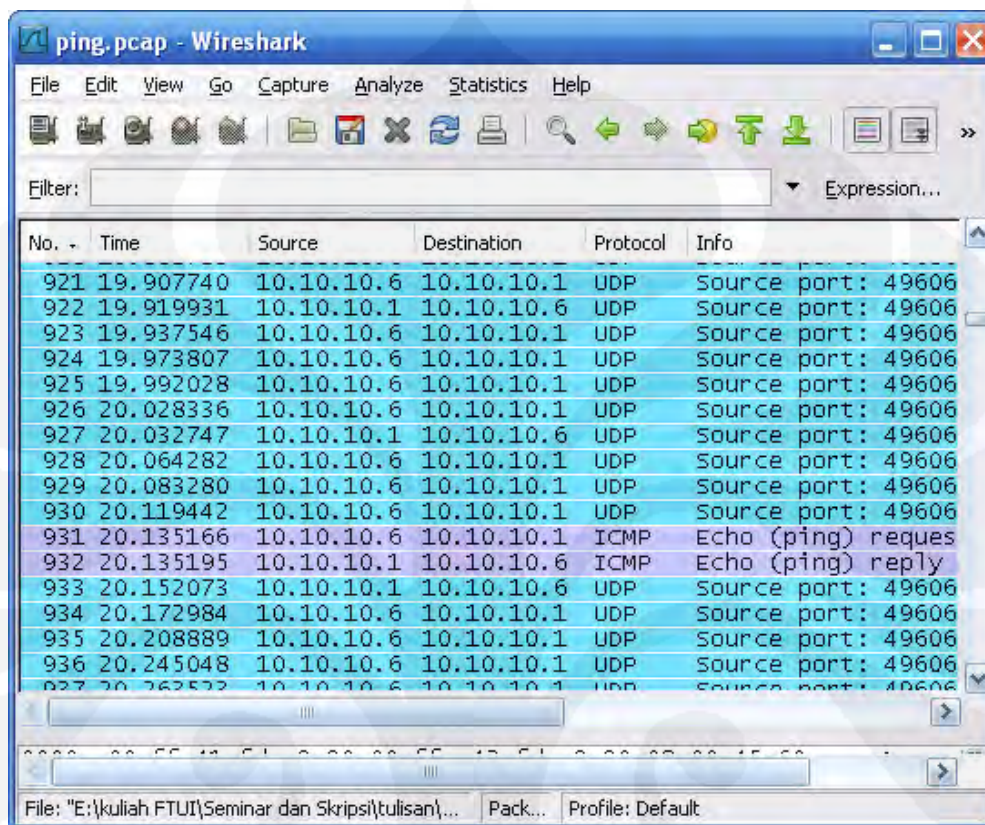 ping.pcap - Wireshark
File Edit View Go Capture Analyze Statistics Help
»
Filter: Expression...
No. Time Source Destination Protocol Info
921 19.907740 10.10.10.6 10.10.10.1 UDP Source port: 49606
922 19.919931 10.10.10.1 10.10.10.6 UDP Source port: 49606
923 19.937546 10.10.10.6 10.10.10.1 UDP Source port: 49606
924 19.973807 10.10.10.6 10.10.10.1 UDP Source port: 49606
925 19.992028 10.10.10.6 10.10.10.1 UDP Source port: 49606
926 20.028336 10.10.10.6 10.10.10.1 UDP Source port: 49606
927 20.032747 10.10.10.1 10.10.10.6 UDP Source port: 49606
928 20.064282 10.10.10.6 10.10.10.1 UDP Source port: 49606
929 20.083280 10.10.10.6 10.10.10.1 UDP Source port: 49606
930 20.119442 10.10.10.6 10.10.10.1 UDP Source port: 49606
931 20.135166 10.10.10.6 10.10.10.1 ICMP Echo (ping) reques
932 20.135195 10.10.10.1 10.10.10.6 ICMP Echo (ping) reply
933 20.152073 10.10.10.1 10.10.10.6 UDP Source port: 49606
934 20.172984 10.10.10.6 10.10.10.1 UDP Source port: 49606
935 20.208889 10.10.10.6 10.10.10.1 UDP Source port: 49606
936 20.245048 10.10.10.6 10.10.10.1 UDP Source port: 49606
937 10.10.10.6 10.10.10.1 UDP Source port: 49606
File: "E:\kuliah FTUI\Seminar dan Skripsi\tulisan\... Pack... Profile: Default